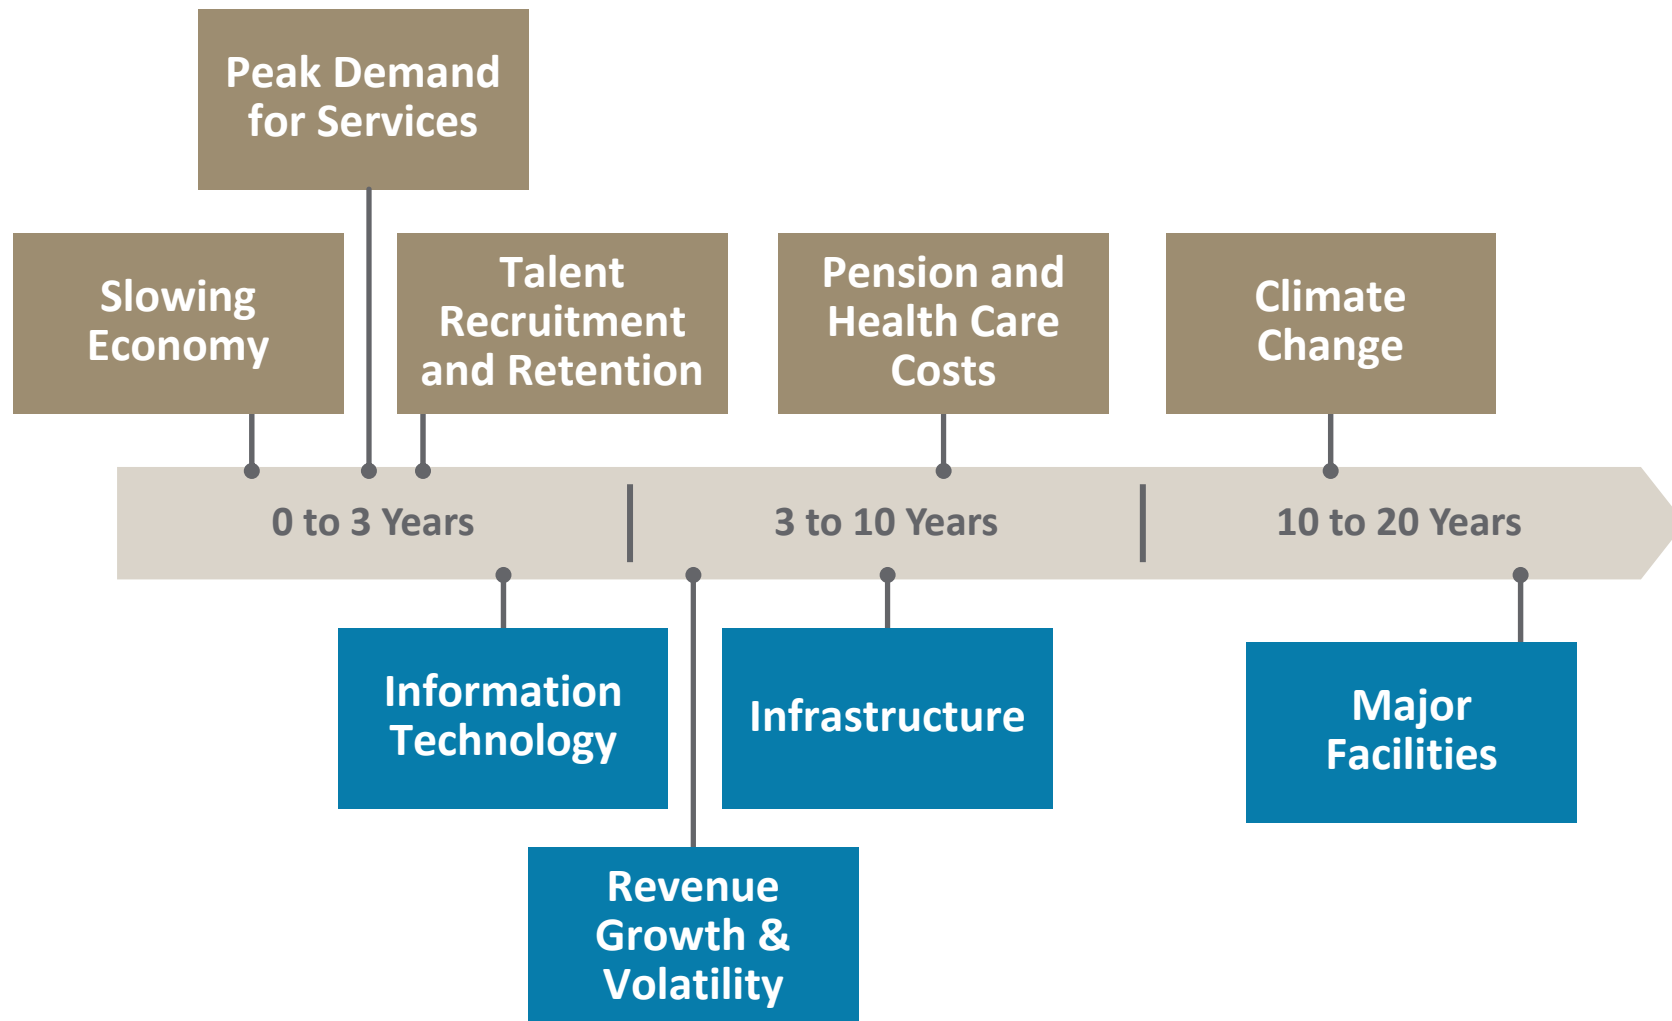 Peak Demand
for Services
Slowing
Economy
Talent
Recruitment
and Retention
Pension and
Health Care
Costs
Climate
Change
0 to 3 Years
3 to 10 Years
10 to 20 Years
Information
Technology
Infrastructure
Major
Facilities
Revenue
Growth &
Volatility